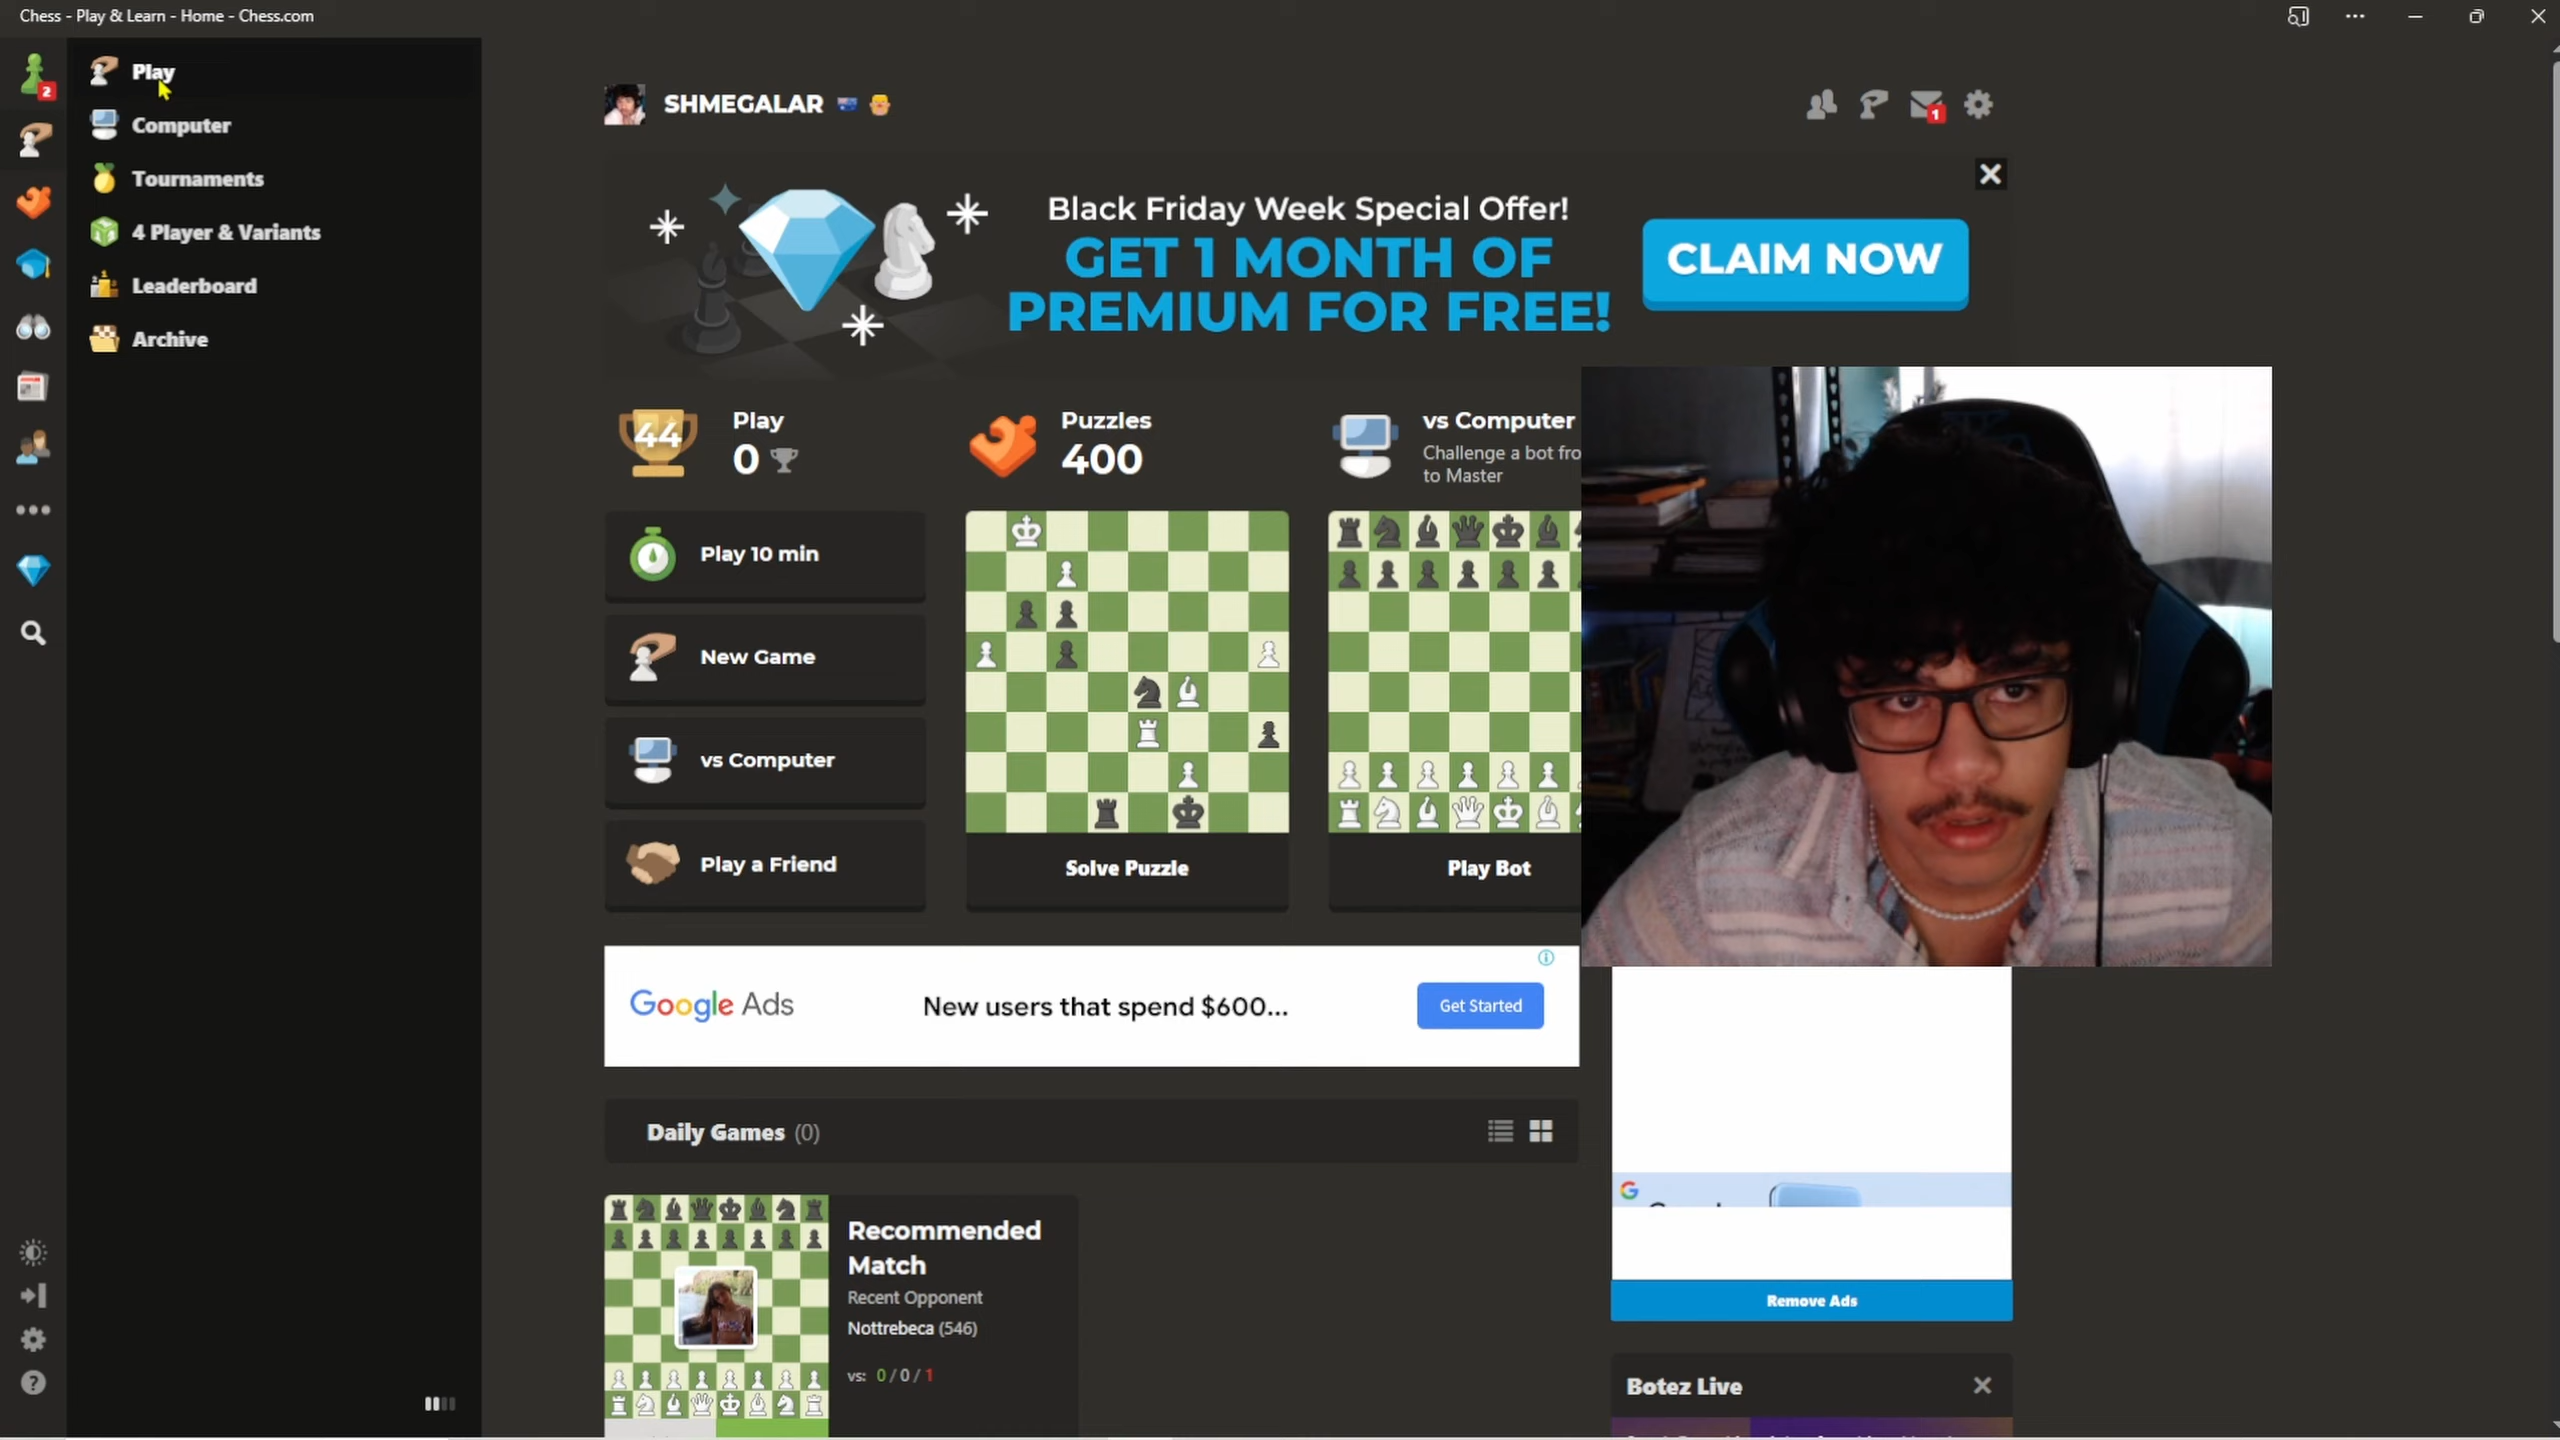 Chess - Play & Learn - Home - Chess.com
2
Play
Computer
Tournaments
4 Player & Variants
Leaderboard
Archive
SHMEGALAR
1
Black Friday Week Special Offer!
GET 1 MONTH OF
PREMIUM FOR FREE!
CLAIM NOW
44
Play
0
Puzzles
400
vs Computer
Challenge a bot fro
to Master
Play 10 min
New Game
vs Computer
Play a Friend
Solve Puzzle
Play Bot
Google Ads
New users that spend $600...
Get Started
Daily Games (0)
Recommended
Match
Recent Opponent
Nottrebeca (546)
vs: 0 / 0 / 1
G
Remove Ads
Botez Live